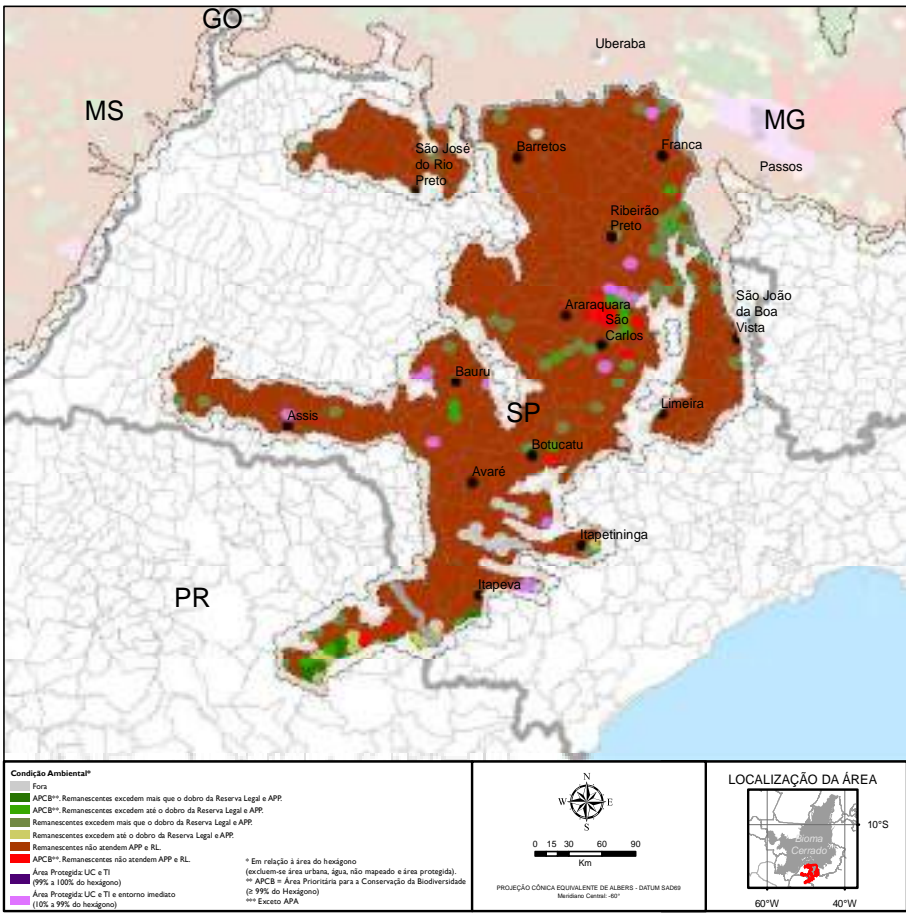 GO
Uberaba
MS
MG
São José
do Rio
Preto
Barretos
Franca
Passos
Ribeirão
Preto
São João
da Boa
Vista
Araraquara
São
Carlos
Bauru
SP
Assis
Limeira
Botucatu
Avaré
Itapetininga
Itapeva
PR
Condição Ambiental*
Fora
APCB**. Remanescentes excedem mais que o dobro da Reserva Legal e APP.
APCB**. Remanescentes excedem até o dobro da Reserva Legal e APP.
Remanescentes excedem mais que o dobro da Reserva Legal e APP.
Remanescentes excedem até o dobro da Reserva Legal e APP.
Remanescentes não atendem APP e RL.
APCB**. Remanescentes não atendem APP e RL.
Área Protegida: UC e TI
(99% a 100% do hexágono)
Área Protegida: UC e TI e entorno imediato
(10% a 99% do hexágono)
* Em relação à área do hexágono
(excluem-se área urbana, água, não mapeado e área protegida).
** APCB = Área Prioritária para a Conservação da Biodiversidade
(≥ 99% do Hexágono)
*** Exceto APA
N
W E
S
0 15 30 60 90
Km
PROJEÇÃO CÔNICA EQUIVALENTE DE ALBERS - DATUM SAD69
Meridiano Central: -60°
LOCALIZAÇÃO DA ÁREA
10°S
Bioma
Cerrado
60°W 40°W